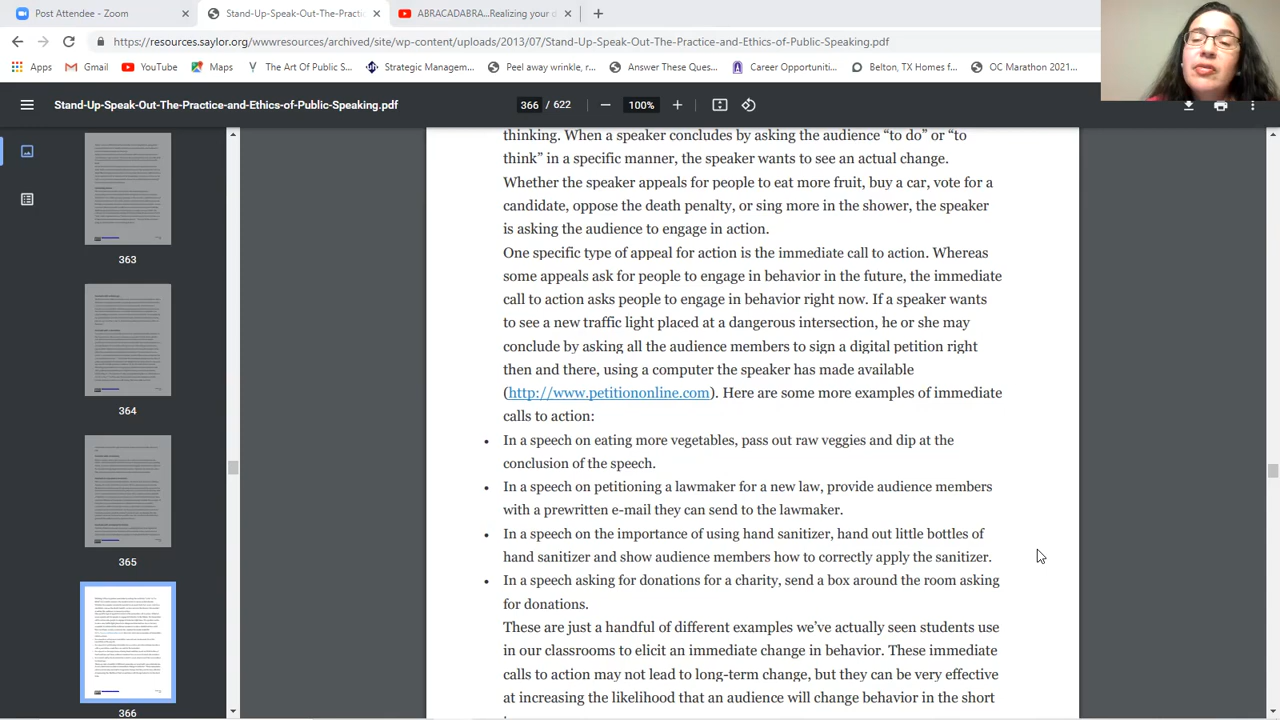 Post Attendee - Zoom
Stand-Up-Speak-Out-The-Practi
ABRACADABRA...Realizing your d
https://resources.saylor.org/wwwresources/archived/site/wp-content/uploads
/Stand-Up-Speak-Out-The-Practice-and-Ethics-of-Public-Speaking.pdf
Apps
Gmail
YouTube
Maps
The Art Of Public...
Strategic Managem...
now wrinkle...
Answer The Public...
Belton, TX Homes f...
OC Marathon 2021...
Stand-Up-Speak-Out-The-Practice-and-Ethics-of-Public-Speaking.pdf
366 / 622
100%
363
364
365
366
thinking. When a speaker concludes by asking the audience “to do” or “to
think” in a specific manner, the speaker wants to see an actual change.
Whether the speaker appeals for people to eat more fruit, buy a car, vote for a
candidate, oppose the death penalty, or sing more in the shower, the speaker
is asking the audience to engage in action.
One specific type of appeal for action is the immediate call to action. Whereas
some appeals ask for people to engage in behavior in the future, the immediate
call to action asks people to engage in behavior right now. If a speaker wants
to see a new traffic light placed at a dangerous intersection, he or she may
conclude by asking all the audience members to sign a digital petition right
then and there, using a computer the speaker has made available
(http://www.petitiononline.com). Here are some more examples of immediate
calls to action:
• In a speech on eating more vegetables, pass out raw veggies and dip at the
conclusion of the speech.
• In a speech on petitioning a lawmaker for a new law, provide audience members
with a prewritten e-mail they can send to the lawmaker.
• In a speech on the importance of using hand sanitizer, hand out little bottles of
hand sanitizer and show audience members how to correctly apply the sanitizer.
• In a speech asking for donations for a charity, send a box around the room asking
for donations.
These are just a handful of different examples we've actually seen students use
in our classrooms to elicit an immediate change in behavior. These immediate
calls to action may not lead to long-term change, but they can be very effective
at increasing the likelihood that an audience will change behavior in the short